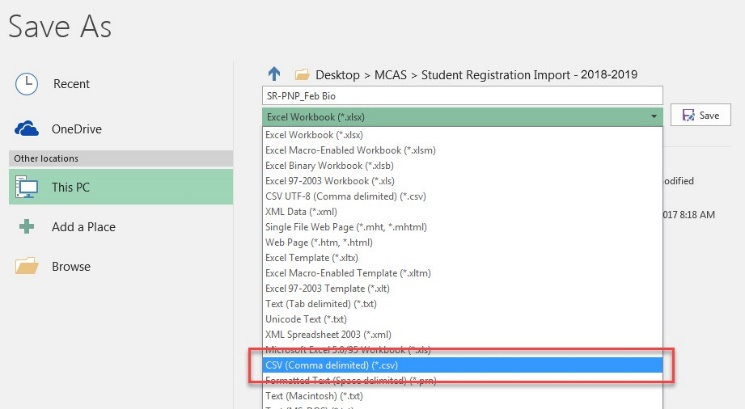 Save As
Recent
OneDrive
Other locations
This PC
Add a Place
Browse
Desktop > MCAS > Student Registration Import - 2018-2019
SR-PNP_Feb Bio
Excel Workbook (*.xlsx)
Save
Excel Workbook (*.xlsx)
Excel Macro-Enabled Workbook (*.xlsm)
Excel Binary Workbook (*.xlsb)
Excel 97-2003 Workbook (*.xls)
CSV UTF-8 (Comma delimited) (*.csv)
XML Data (*.xml)
Single File Web Page (*.mht, *.mhtml)
Web Page (*.htm, *.html)
Excel Template (*.xltx)
Excel Macro-Enabled Template (*.xltm)
Excel 97-2003 Template (*.xlt)
Text (Tab delimited) (*.txt)
Unicode Text (*.txt)
XML Spreadsheet 2003 (*.xml)
Microsoft Excel 5.0/95 Workbook (*.xls)
CSV (Comma delimited) (*.csv)
Formatted Text (Space delimited) (*.prn)
Text (Macintosh) (*.txt)
Text (MS-DOS) (*.txt)
odified
017 8:18 AM